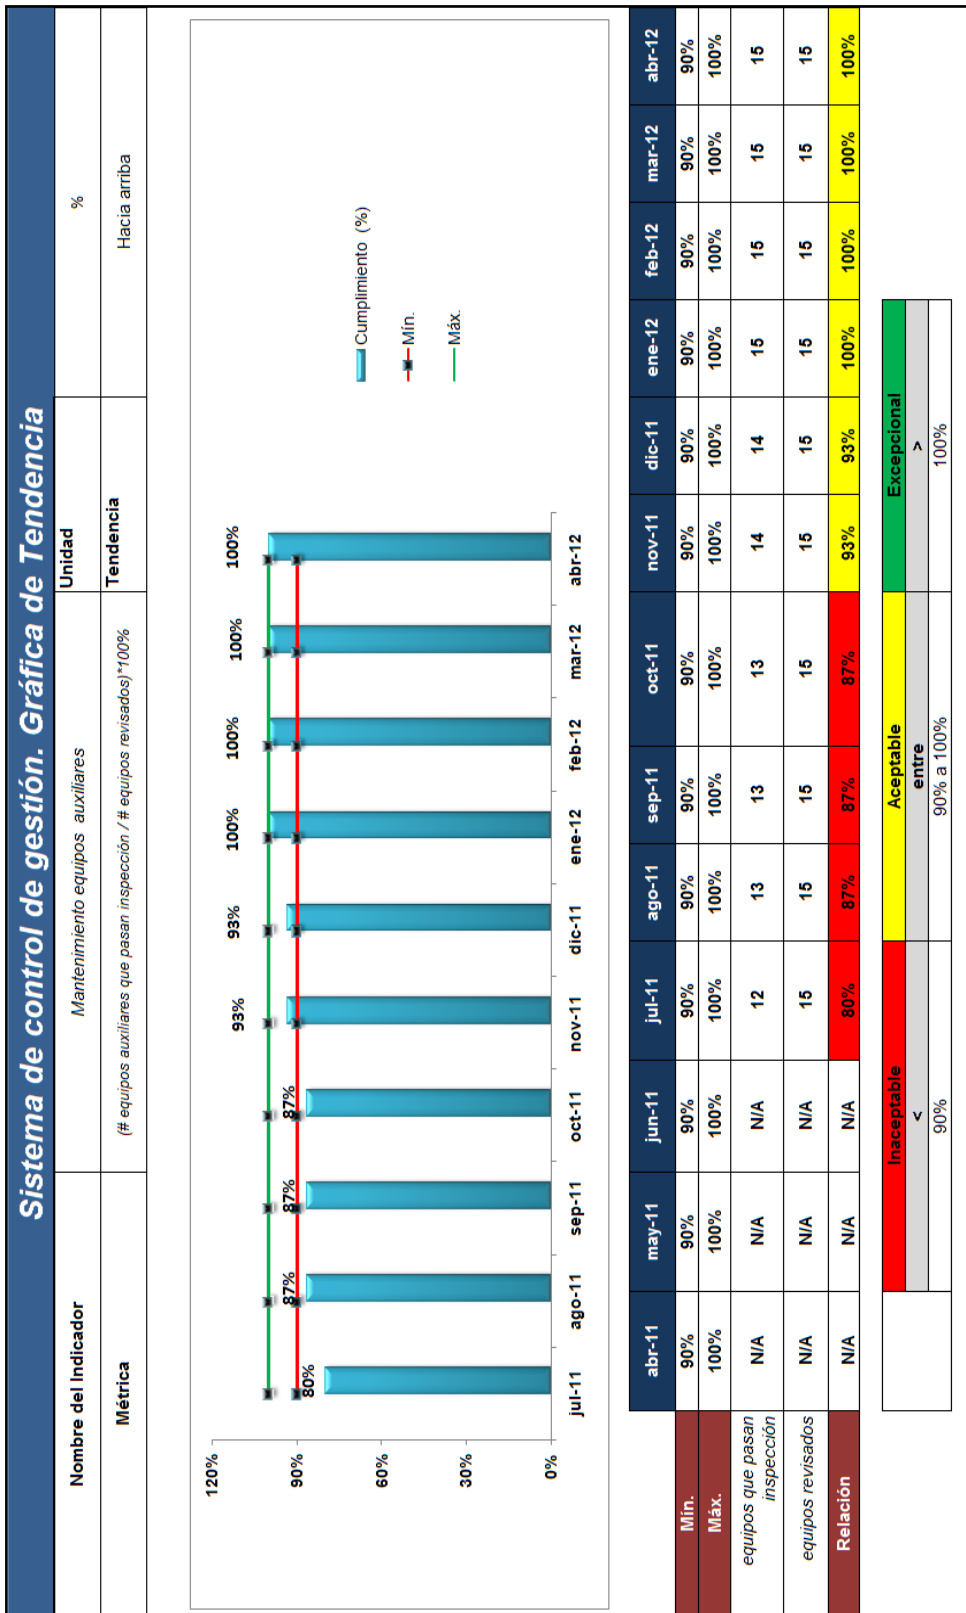 Sistema de control de gestión. Gráfica de Tendencia
Nombre del Indicador Mantenimiento equipos auxiliares Unidad %
Métrica (# equipos auxiliares que pasan inspección / # equipos revisados)*100% Tendencia Hacia arriba
120%
90%
60%
30%
0%
80% 87% 87% 87% 93% 93% 100% 100% 100% 100%
jul-11 ago-11 sep-11 oct-11 nov-11 dic-11 ene-12 feb-12 mar-12 abr-12
Cumplimiento (%)
Mín.
Máx.
abr-11 may-11 jun-11 jul-11 ago-11 sep-11 oct-11 nov-11 dic-11 ene-12 feb-12 mar-12 abr-12
Mín. 90% 90% 90% 90% 90% 90% 90% 90% 90% 90% 90% 90% 90%
Máx. 100% 100% 100% 100% 100% 100% 100% 100% 100% 100% 100% 100% 100%
equipos que pasan
inspección N/A N/A N/A 12 13 13 13 14 14 15 15 15 15
equipos revisados N/A N/A N/A 15 15 15 15 15 15 15 15 15 15
Relación N/A N/A N/A 80% 87% 87% 87% 93% 93% 100% 100% 100% 100%
Inaceptable Aceptable Excepcional
< entre >
90% 90% a 100% 100%